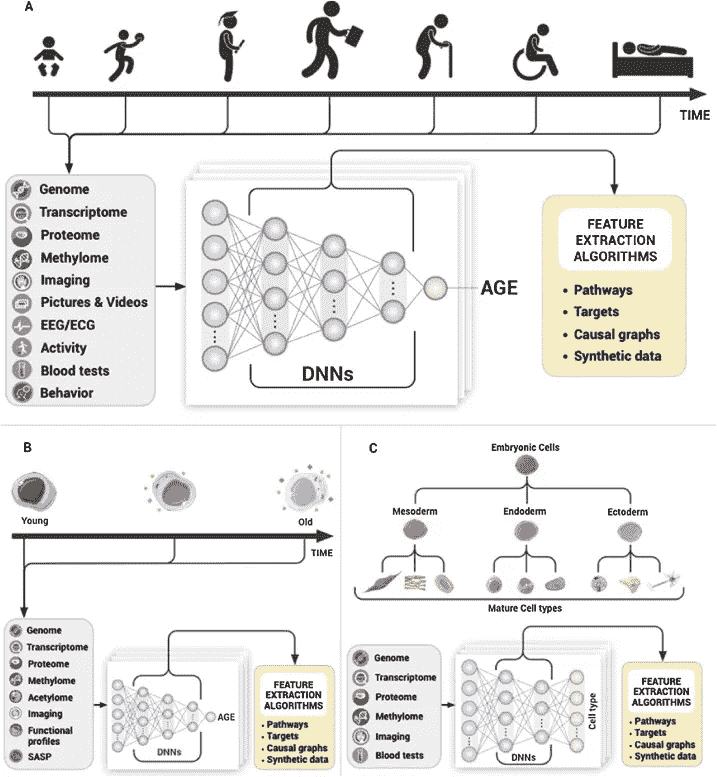 A
TIME
Genome
Transcriptome
Proteome
Methylome
Imaging
Pictures & Videos
EEG/ECG
Activity
Blood tests
Behavior
DNNs
AGE
FEATURE
EXTRACTION
ALGORITHMS
• Pathways
• Targets
• Causal graphs
• Synthetic data
B
Young
Old
TIME
Genome
Transcriptome
Proteome
Methylome
Acetylome
Imaging
Functional
profiles
SASP
DNNs
AGE
FEATURE
EXTRACTION
ALGORITHMS
• Pathways
• Targets
• Causal graphs
• Synthetic data
C
Embryonic Cells
Mesoderm
Endoderm
Ectoderm
Mature Cell types
Genome
Transcriptome
Proteome
Methylome
Imaging
Blood tests
DNNs
Cell type
FEATURE
EXTRACTION
ALGORITHMS
• Pathways
• Targets
• Causal graphs
• Synthetic data